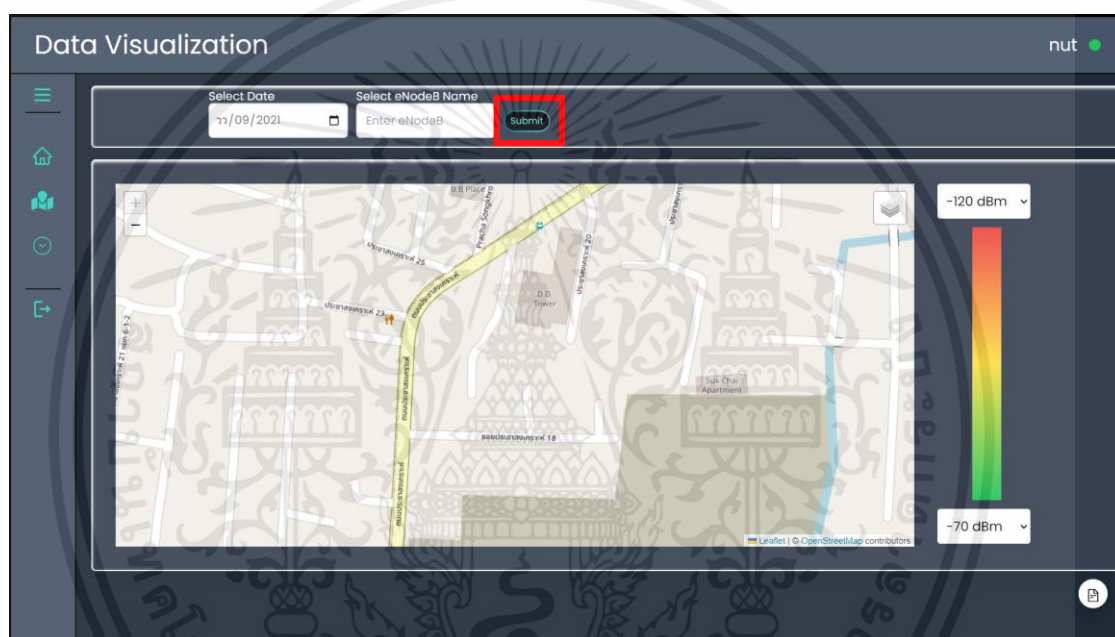 Data Visualization
nut
Select Date
Select eNodeB Name
วว/09/2021
Enter eNodeB
Submit
+
−
B.B Place
Pracha Songkhro
ประชาสงเคราะห์ 25
ประชาสงเคราะห์ 20
D.D.
Tower
ประชาสงเคราะห์ 23
Suk Chai
Apartment
ซอยประชาสงเคราะห์ 18
Leaflet | © OpenStreetMap contributors
-120 dBm
-70 dBm